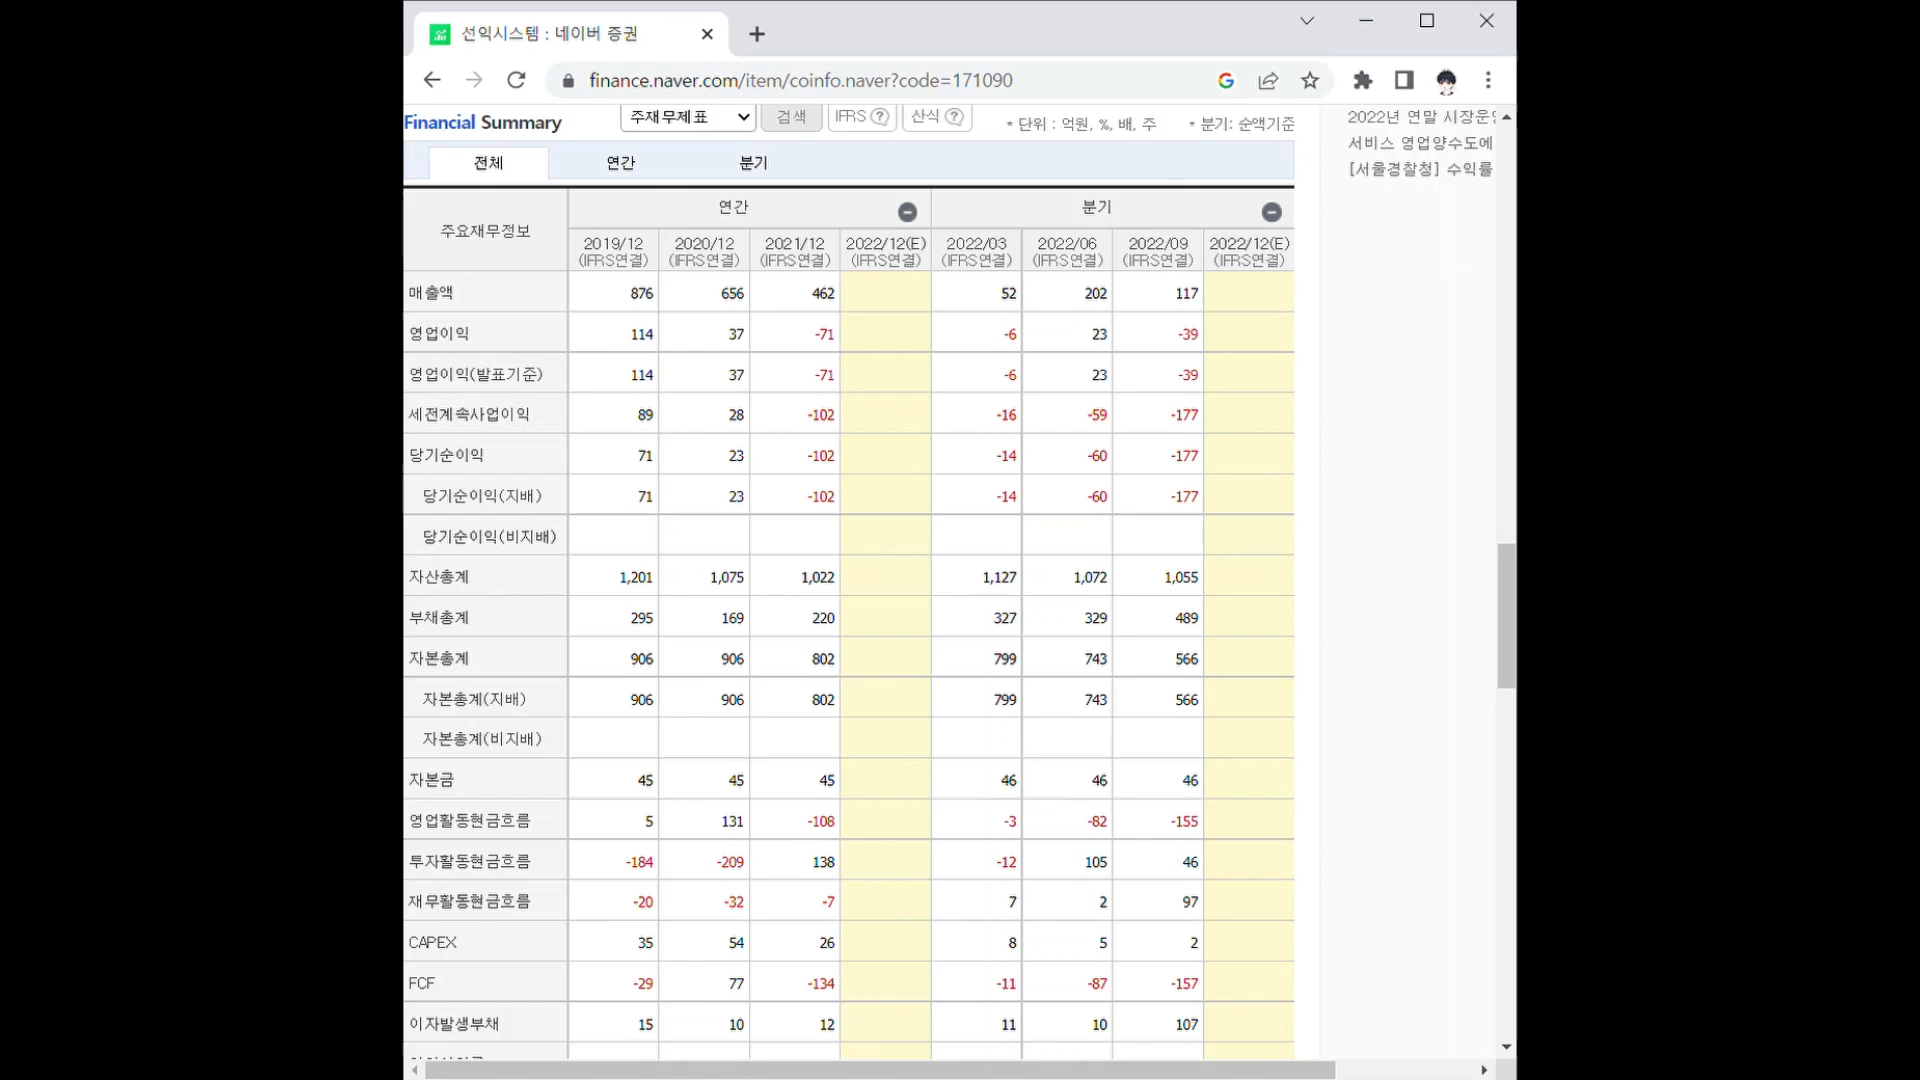 선익시스템 : 네이버 증권
finance.naver.com/item/coinfo.naver?code=171090
Financial Summary 주재무제표 검색 IFRS ? 산식 ? * 단위 : 억원, %, 배, 주 * 분기: 순액기준
전체 연간 분기
주요재무정보 연간 분기
2019/12 (IFRS연결) 2020/12 (IFRS연결) 2021/12 (IFRS연결) 2022/12(E) (IFRS연결) 2022/03 (IFRS연결) 2022/06 (IFRS연결) 2022/09 (IFRS연결) 2022/12(E) (IFRS연결)
매출액 876 656 462 52 202 117
영업이익 114 37 -71 -6 23 -39
영업이익(발표기준) 114 37 -71 -6 23 -39
세전계속사업이익 89 28 -102 -16 -59 -177
당기순이익 71 23 -102 -14 -60 -177
당기순이익(지배) 71 23 -102 -14 -60 -177
당기순이익(비지배)
자산총계 1,201 1,075 1,022 1,127 1,072 1,055
부채총계 295 169 220 327 329 489
자본총계 906 906 802 799 743 566
자본총계(지배) 906 906 802 799 743 566
자본총계(비지배)
자본금 45 45 45 46 46 46
영업활동현금흐름 5 131 -108 -3 -82 -155
투자활동현금흐름 -184 -209 138 -12 105 46
재무활동현금흐름 -20 -32 -7 7 2 97
CAPEX 35 54 26 8 5 2
FCF -29 77 -134 -11 -87 -157
이자발생부채 15 10 12 11 10 107
2022년 연말 시장운영
서비스 영업양수도에
[서울경찰청] 수익률